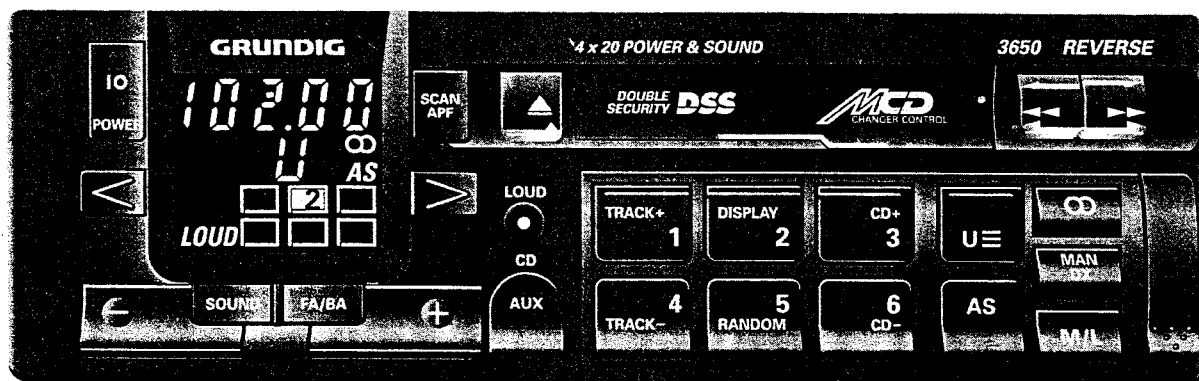 GRUNDIG
4 x 20 POWER & SOUND
3650 REVERSE
IO
POWER
102.00
U
AS
2
LOUD
SCAN
APF
DOUBLE
SECURITY DSS
MCD
CHANGER CONTROL
LOUD
CD
AUX
TRACK+
1
DISPLAY
2
CD+
3
U
MAN
DX
4
TRACK-
5
RANDOM
6
CD-
AS
M/L
SOUND
FA/BA